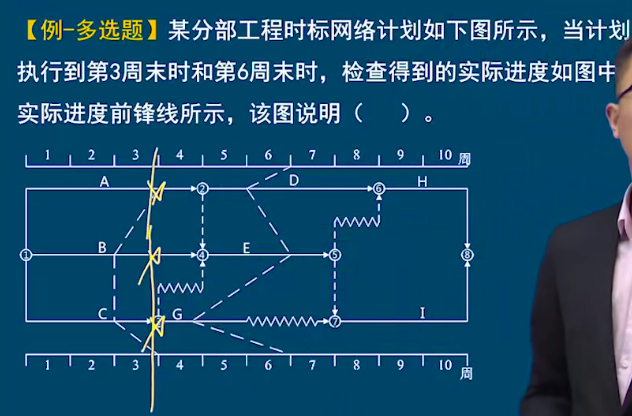 【例-多选题】某分部工程时标网络计划如下图所示，当计划
执行到第3周末时和第6周末时，检查得到的实际进度如图中
实际进度前锋线所示，该图说明（ ）。
1 2 3 4 5 6 7 8 9 10 周
A ② D ⑥ H
① B ④ E ⑤ ⑧
C G ⑦ I
1 2 3 4 5 6 7 8 9 10 周